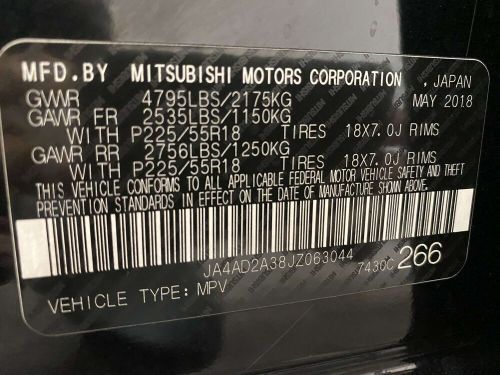 MFD.BY MITSUBISHI MOTORS CORPORATION , JAPAN
GVWR 4795LBS/2175KG MAY 2018
GAWR FR 2535LBS/1150KG
WITH P225/55R18 TIRES 18X7.0J RIMS
GAWR RR 2756LBS/1250KG
WITH P225/55R18 TIRES 18X7.0J RIMS
THIS VEHICLE CONFORMS TO ALL APPLICABLE FEDERAL MOTOR VEHICLE SAFETY AND THEFT
PREVENTION STANDARDS IN EFFECT ON THE DATE OF MANUFACTURE SHOWN ABOVE.
JA4AD2A38JZ063044
7430C 266
VEHICLE TYPE: MPV